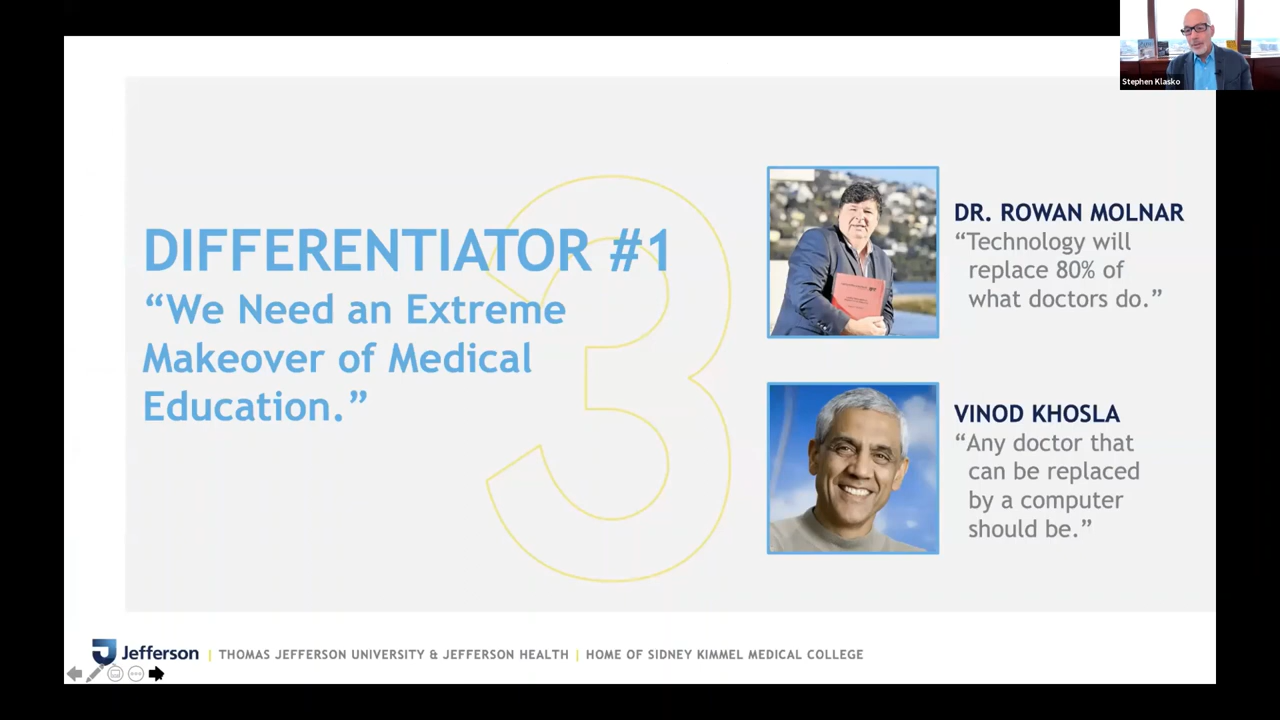 Stephen Klasko
3
DIFFERENTIATOR #1
“We Need an Extreme
Makeover of Medical
Education.”
DR. ROWAN MOLNAR
“Technology will
replace 80% of
what doctors do.”
VINOD KHOSLA
“Any doctor that
can be replaced
by a computer
should be.”
Jefferson | THOMAS JEFFERSON UNIVERSITY & JEFFERSON HEALTH | HOME OF SIDNEY KIMMEL MEDICAL COLLEGE